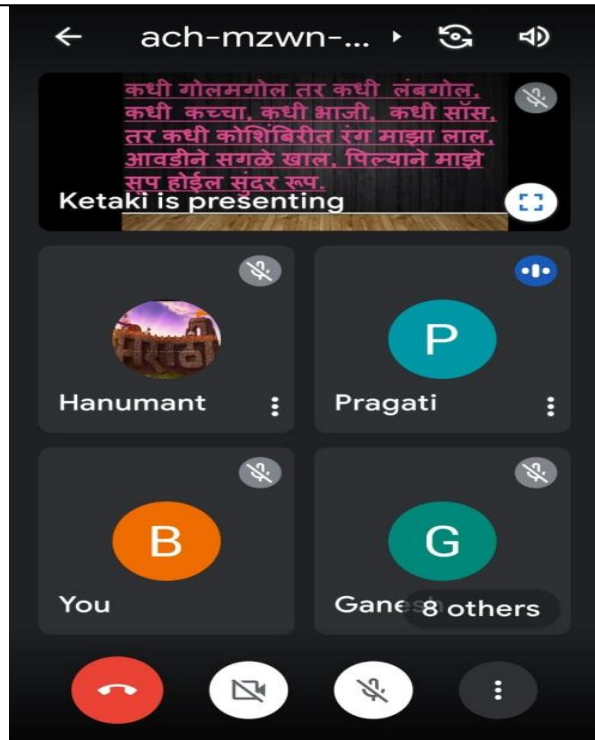 ach-mzwn-...
कधी गोलमगोल तर कधी लंबगोल,
कधी कच्चा, कधी भाजी, कधी सॉस,
तर कधी कोशिंबिरीत रंग माझा लाल,
आवडीने सगळे खाल, पिल्याने माझे
सूप होईल सुंदर रूप.
Ketaki is presenting
Hanumant
P
Pragati
B
You
G
Ganesh
8 others